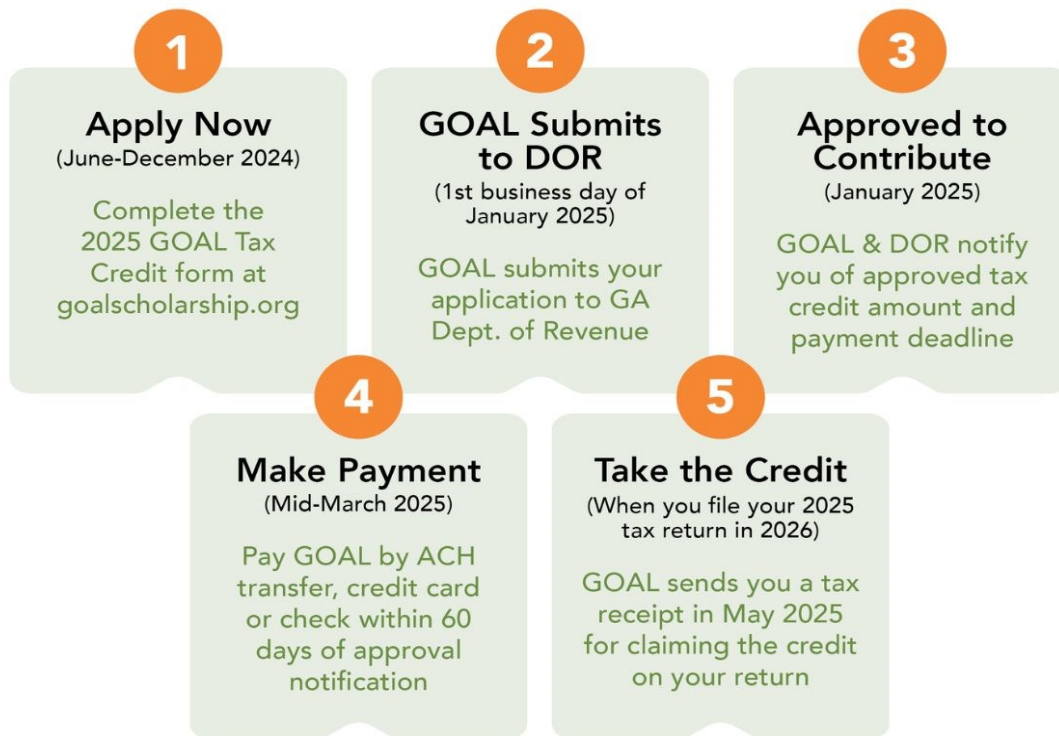 1
Apply Now
(June-December 2024)
Complete the
2025 GOAL Tax
Credit form at
goalscholarship.org
2
GOAL Submits
to DOR
(1st business day of
January 2025)
GOAL submits your
application to GA
Dept. of Revenue
3
Approved to
Contribute
(January 2025)
GOAL & DOR notify
you of approved tax
credit amount and
payment deadline
4
Make Payment
(Mid-March 2025)
Pay GOAL by ACH
transfer, credit card
or check within 60
days of approval
notification
5
Take the Credit
(When you file your 2025
tax return in 2026)
GOAL sends you a tax
receipt in May 2025
for claiming the credit
on your return